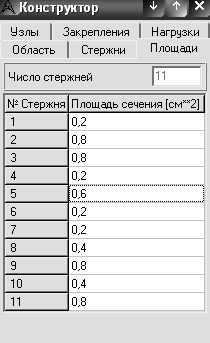 Конструктор
Узлы Закрепления Нагрузки
Область Стержни Площади
Число стержней 11
№ Стержня Площадь сечения [см**2]
1 0,2
2 0,8
3 0,8
4 0,2
5 0,6
6 0,2
7 0,2
8 0,4
9 0,8
10 0,4
11 0,8